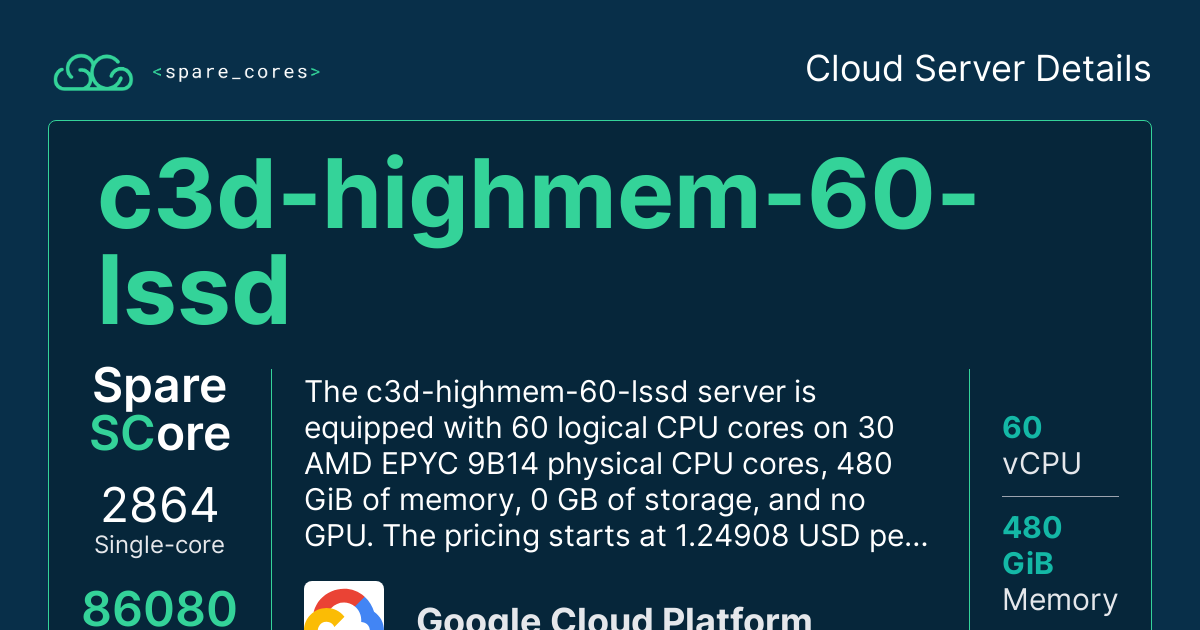 <spare_cores>
Cloud Server Details
c3d-highmem-60-
lssd
Spare
SCore
2864
Single-core
86080
The c3d-highmem-60-lssd server is
equipped with 60 logical CPU cores on 30
AMD EPYC 9B14 physical CPU cores, 480
GiB of memory, 0 GB of storage, and no
GPU. The pricing starts at 1.24908 USD pe...
Google Cloud Platform
60
vCPU
480
GiB
Memory